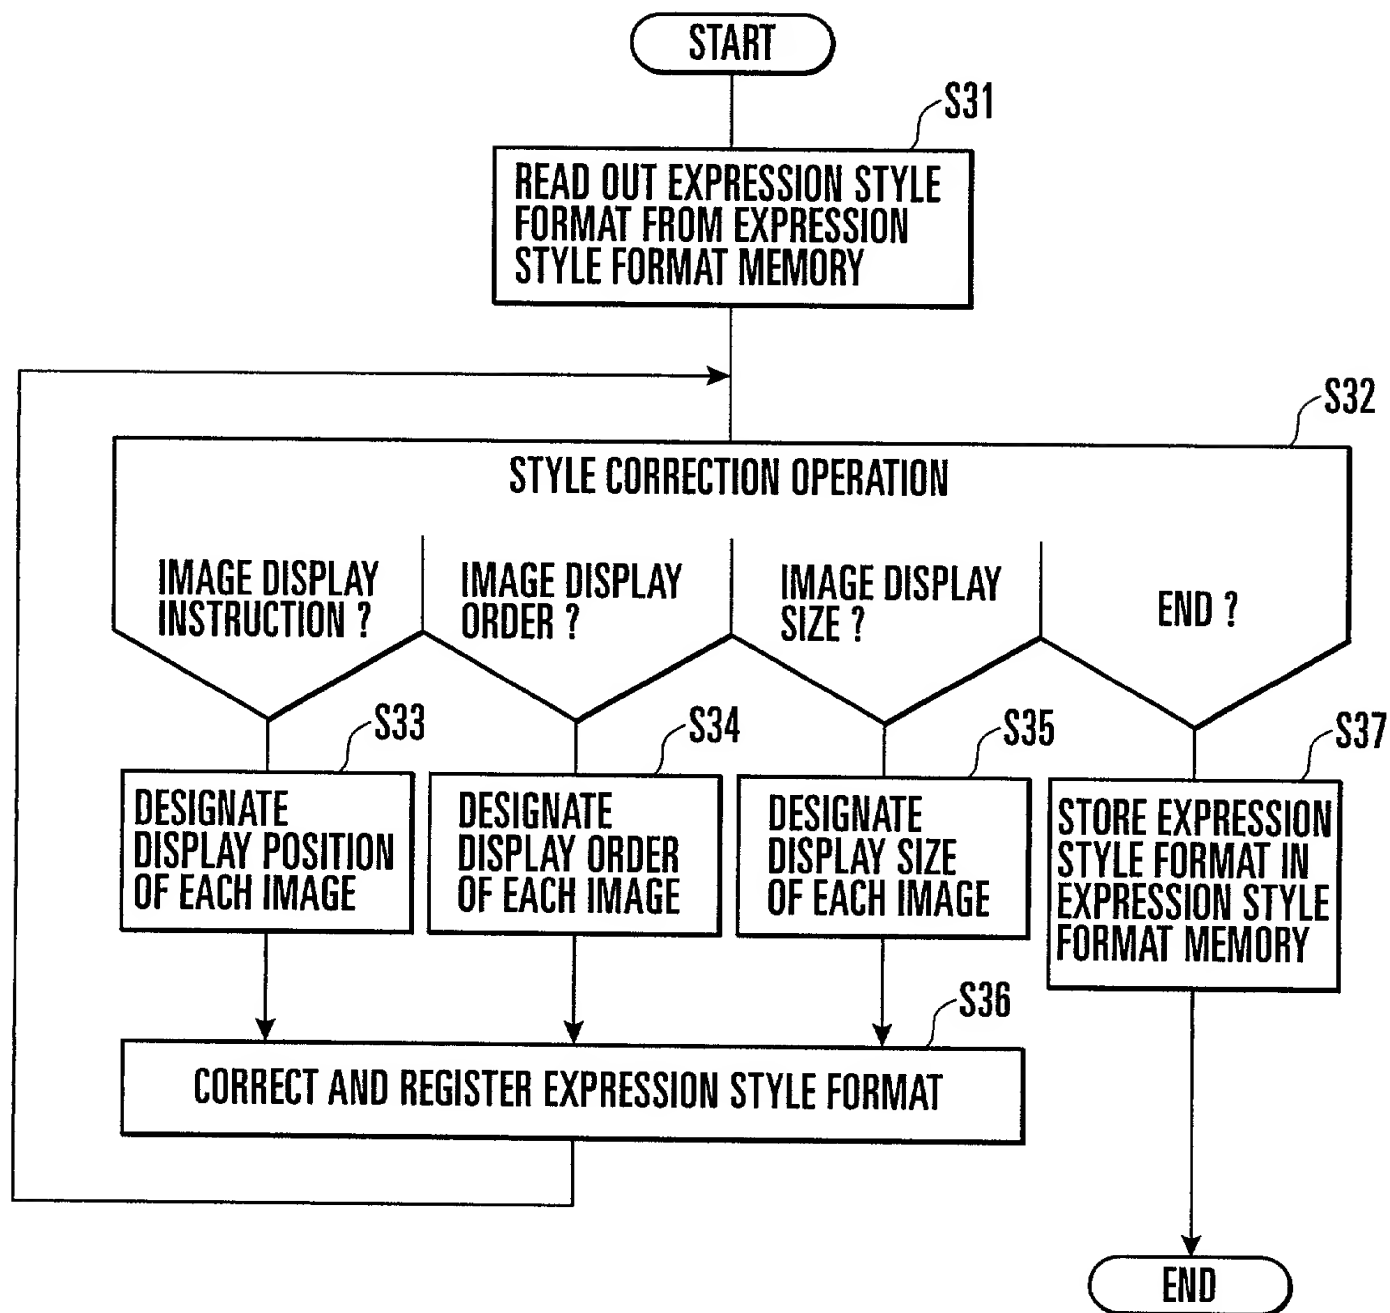 START
S31
READ OUT EXPRESSION STYLE
FORMAT FROM EXPRESSION
STYLE FORMAT MEMORY
S32
STYLE CORRECTION OPERATION
IMAGE DISPLAY
INSTRUCTION ?
IMAGE DISPLAY
ORDER ?
IMAGE DISPLAY
SIZE ?
END ?
S33
DESIGNATE
DISPLAY POSITION
OF EACH IMAGE
S34
DESIGNATE
DISPLAY ORDER
OF EACH IMAGE
S35
DESIGNATE
DISPLAY SIZE
OF EACH IMAGE
S37
STORE EXPRESSION
STYLE FORMAT IN
EXPRESSION STYLE
FORMAT MEMORY
S36
CORRECT AND REGISTER EXPRESSION STYLE FORMAT
END